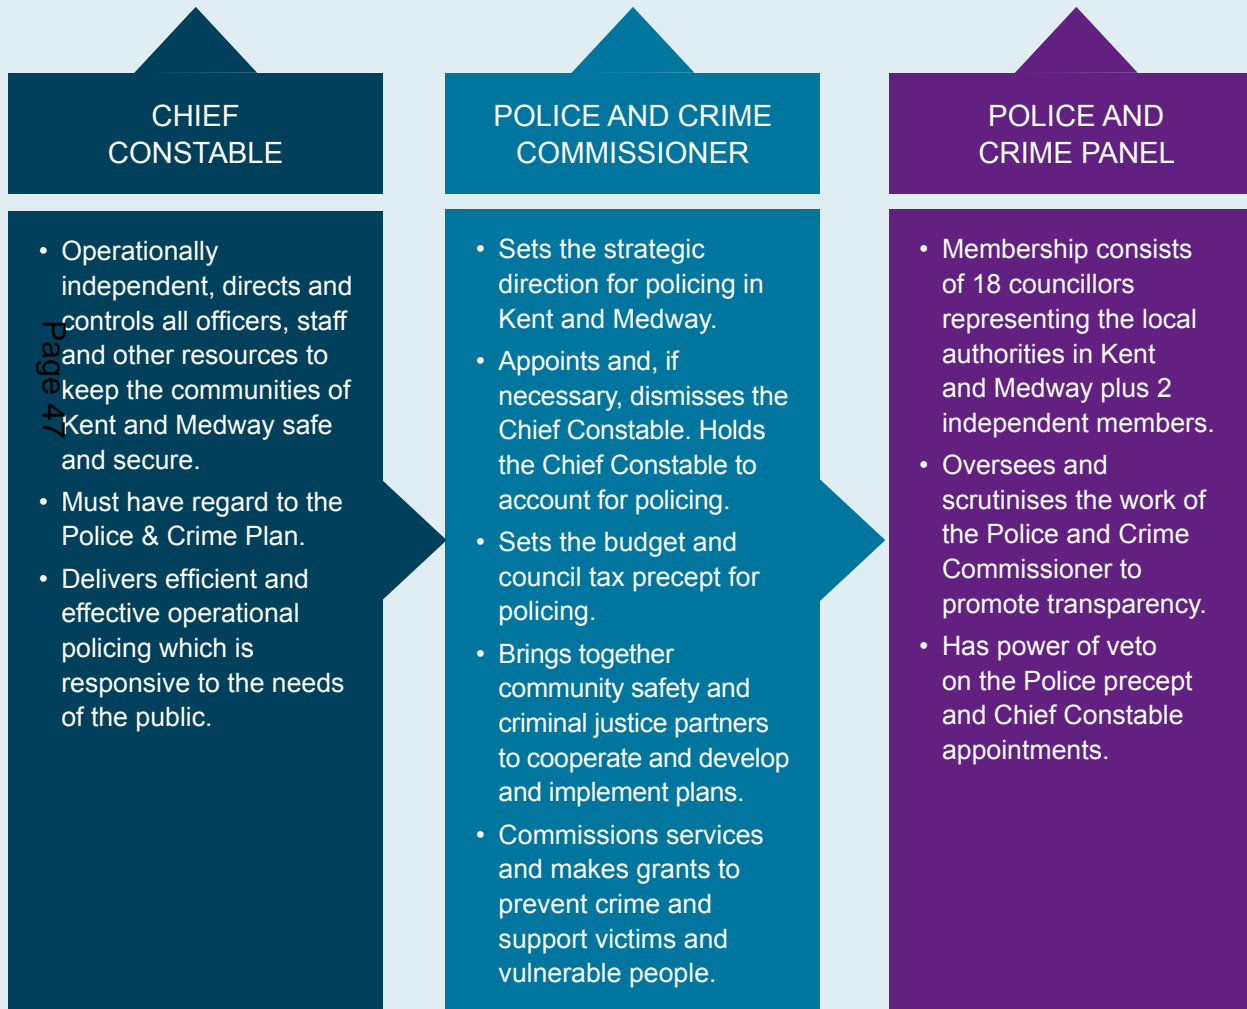 CHIEF
CONSTABLE
• Operationally
independent, directs and
controls all officers, staff
and other resources to
keep the communities of
Kent and Medway safe
and secure.
• Must have regard to the
Police & Crime Plan.
• Delivers efficient and
effective operational
policing which is
responsive to the needs
of the public.
POLICE AND CRIME
COMMISSIONER
• Sets the strategic
direction for policing in
Kent and Medway.
• Appoints and, if
necessary, dismisses the
Chief Constable. Holds
the Chief Constable to
account for policing.
• Sets the budget and
council tax precept for
policing.
• Brings together
community safety and
criminal justice partners
to cooperate and develop
and implement plans.
• Commissions services
and makes grants to
prevent crime and
support victims and
vulnerable people.
POLICE AND
CRIME PANEL
• Membership consists
of 18 councillors
representing the local
authorities in Kent
and Medway plus 2
independent members.
• Oversees and
scrutinises the work of
the Police and Crime
Commissioner to
promote transparency.
• Has power of veto
on the Police precept
and Chief Constable
appointments.
Page 47